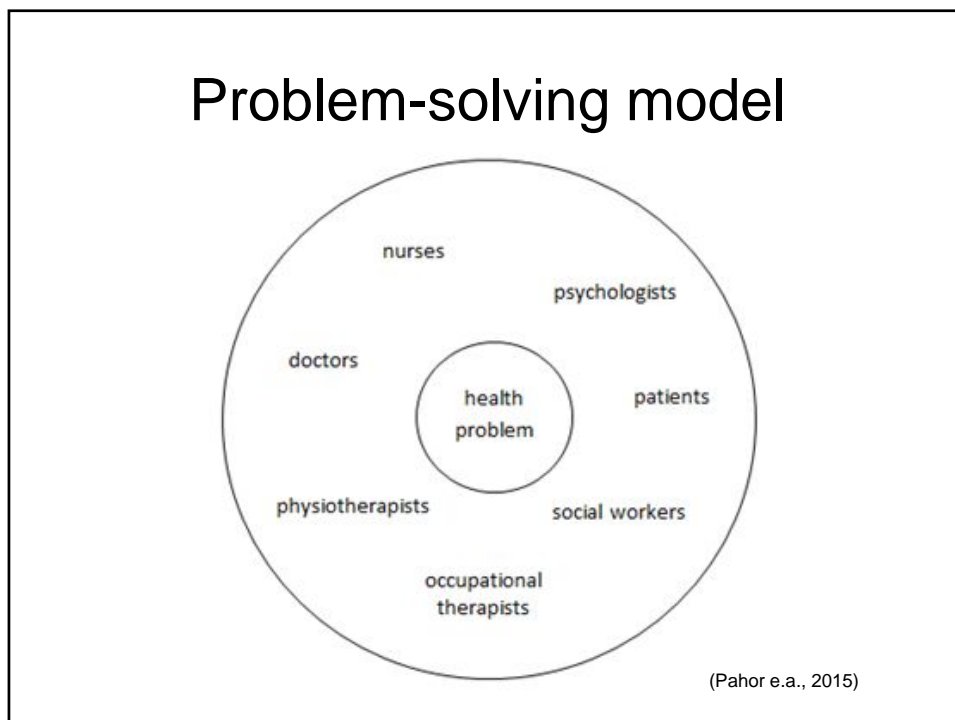 Problem-solving model
nurses
psychologists
doctors
patients
health
problem
physiotherapists
social workers
occupational
therapists
(Pahor e.a., 2015)